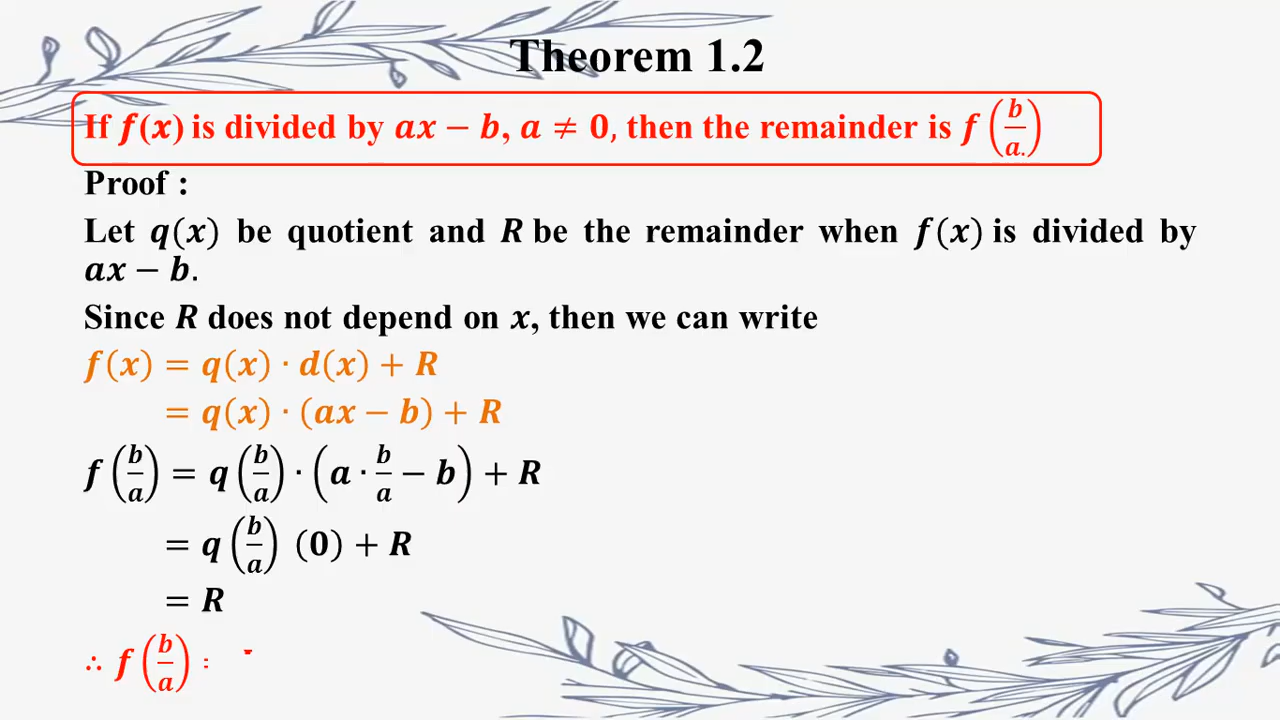 Theorem 1.2
If f(x) is divided by ax − b, a ≠ 0, then the remainder is f(b/a.)
Proof :
Let q(x) be quotient and R be the remainder when f(x) is divided by
ax − b.
Since R does not depend on x, then we can write
f(x) = q(x) · d(x) + R
= q(x) · (ax − b) + R
f(b/a) = q(b/a) · (a · b/a − b) + R
= q(b/a) (0) + R
= R
∴ f(b/a)